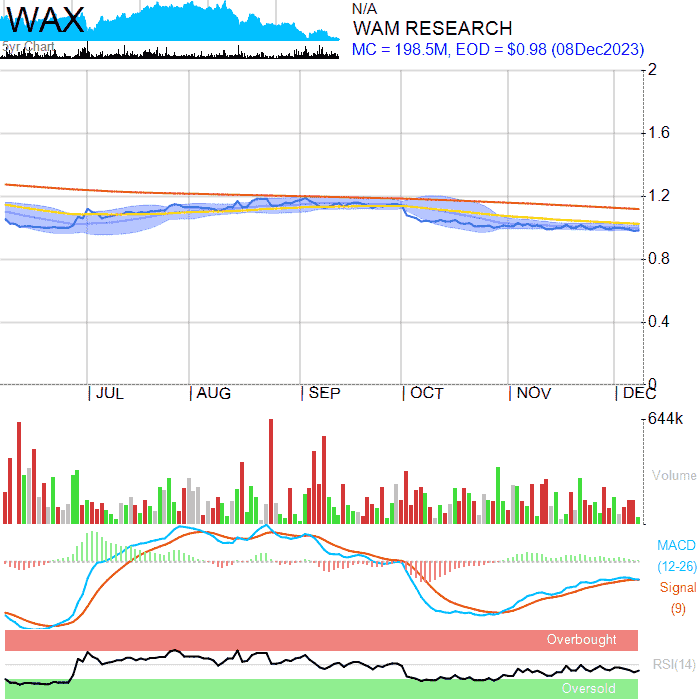 WAX
5yr Chart
N/A
WAM RESEARCH
MC = 198.5M, EOD = $0.98 (08Dec2023)
2
1.6
1.2
0.8
0.4
0
JUL
AUG
SEP
OCT
NOV
DEC
644k
Volume
MACD
(12-26)
Signal
(9)
Overbought
RSI(14)
Oversold